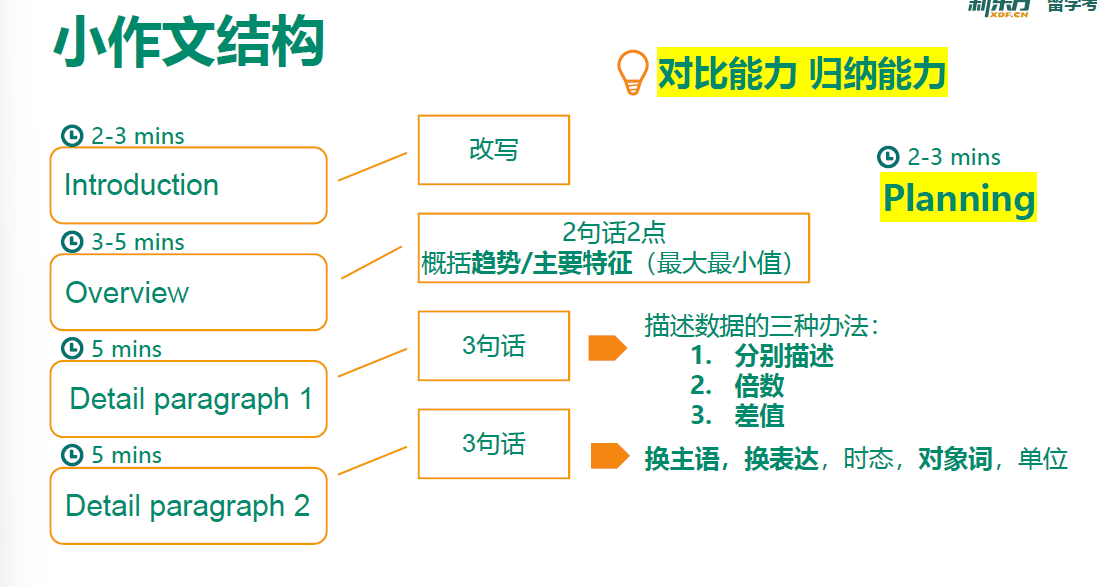 新东方 留学考
XDF.CN
小作文结构
对比能力 归纳能力
2-3 mins
Planning
2-3 mins
Introduction
改写
3-5 mins
Overview
2句话2点
概括趋势/主要特征（最大最小值）
5 mins
Detail paragraph 1
3句话
描述数据的三种办法：
1. 分别描述
2. 倍数
3. 差值
5 mins
Detail paragraph 2
3句话
换主语，换表达，时态，对象词，单位